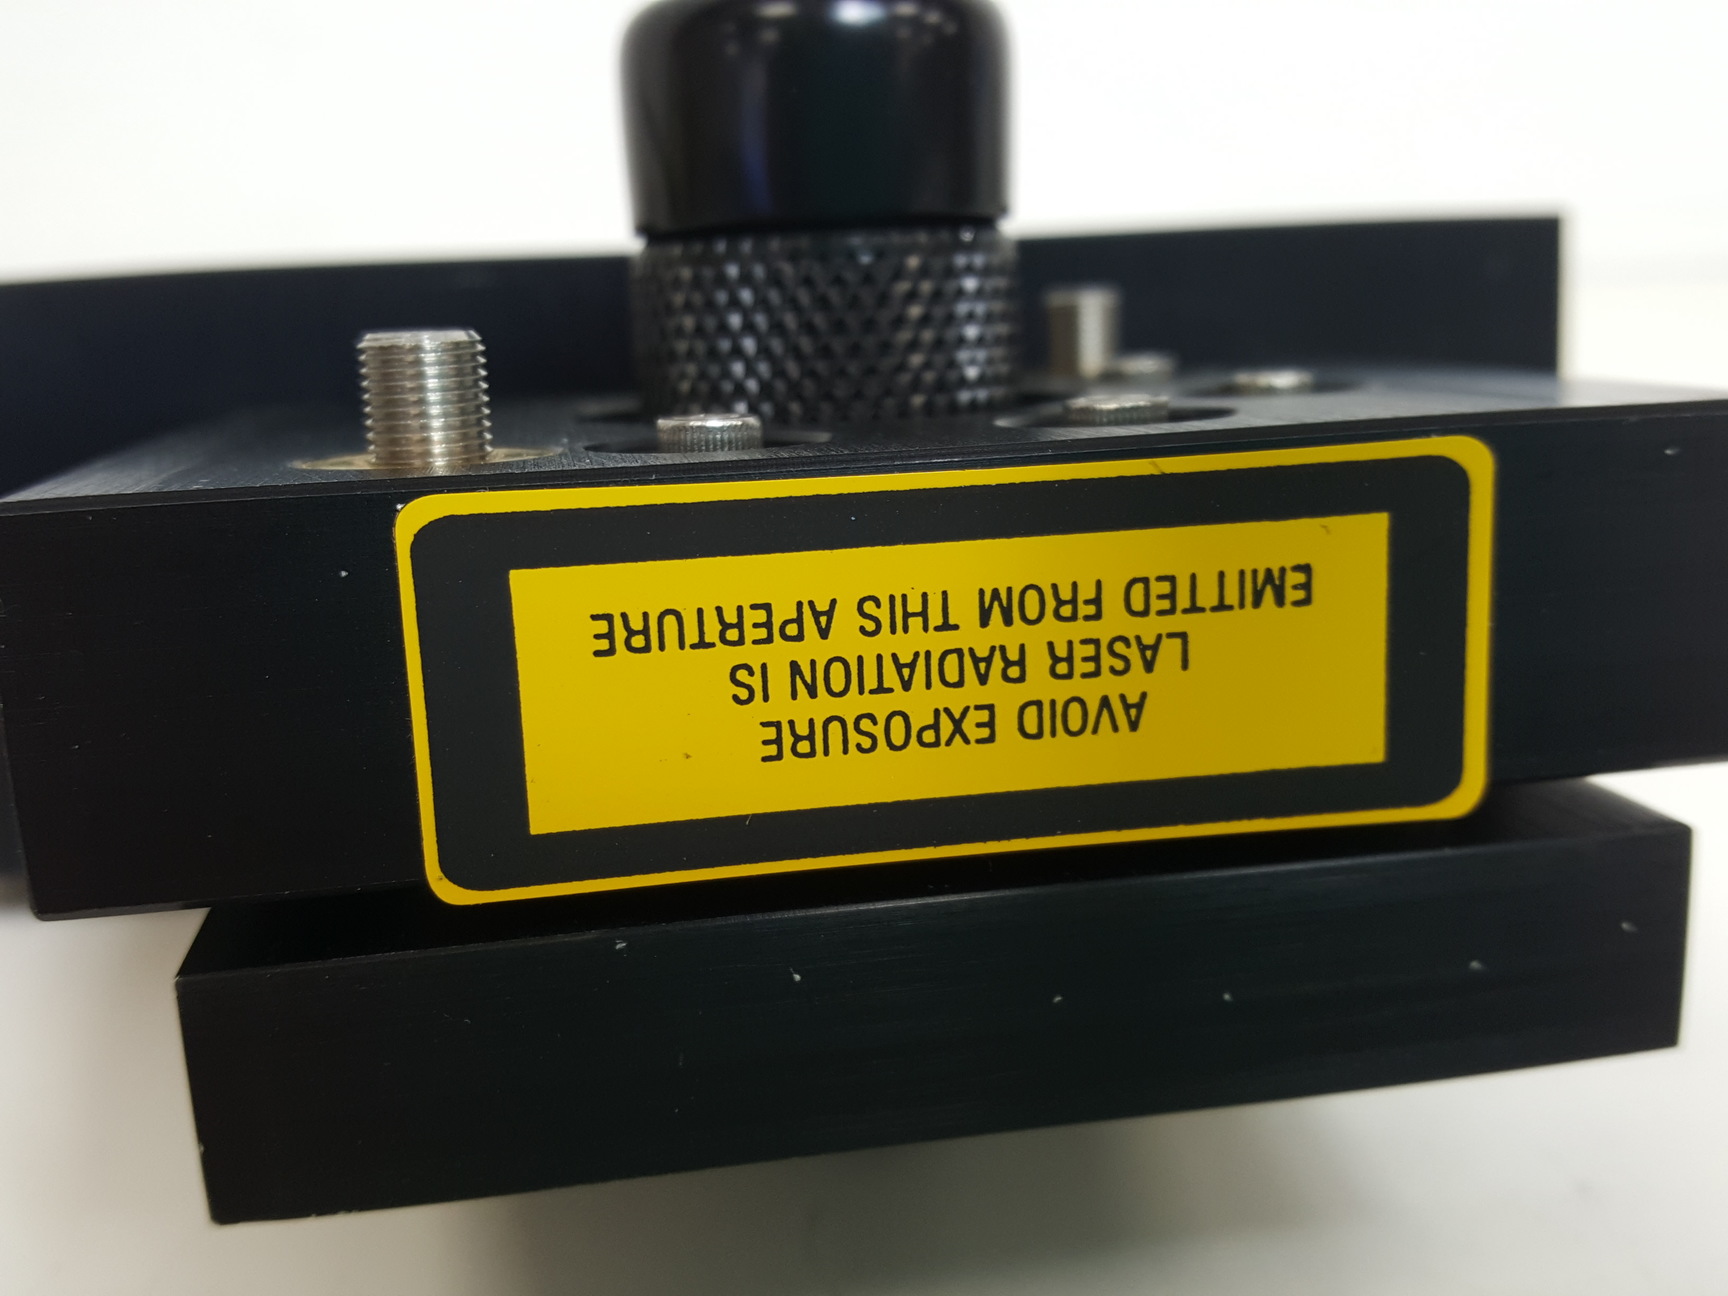 AVOID EXPOSURE
LASER RADIATION IS
EMITTED FROM THIS APERTURE